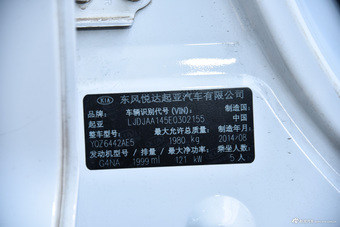 KIA 东风悦达起亚汽车有限公司
品牌: 车辆识别代号(VIN): 制造国:
起亚 LJDJAA145E0302155 中国
整车型号: 最大允许总质量: 制造年月:
YQZ6442AE5 1980 kg 2014/08
发动机型号 / 排量 / 最大净功率: 乘坐人数:
G4NA 1999 ml 121 kW 5 人